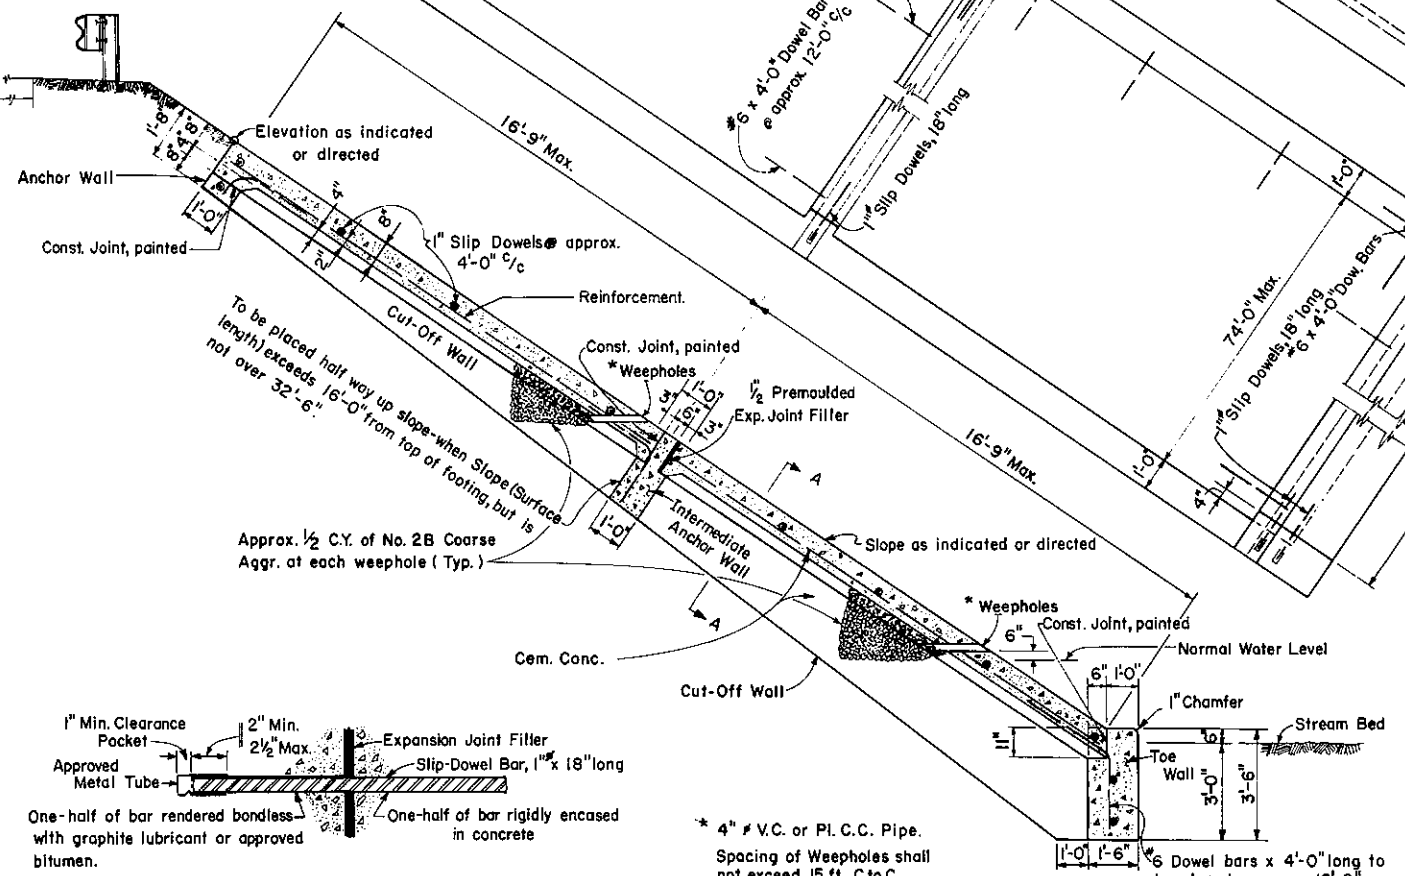 #6 x 4'-0" Dowel Bar
@ approx. 12'-0" c/c
1"ø Slip Dowels, 18" long
16'-9" Max.
Elevation as indicated
or directed
1'-8"
8" 4" 8"
Anchor Wall
1'-0"
Const. Joint, painted
4"
2"
8"
1" Slip Dowels @ approx.
4'-0" c/c
Reinforcement.
Cut-Off Wall
To be placed half way up slope-when Slope (Surface
length) exceeds 16'-0" from top of footing, but is
not over 32'-6".
Const. Joint, painted
*Weepholes
1'-0"
3" 6" 3"
1/2" Premoulded
Exp. Joint Filler
1'-0"
74'-0" Max.
1'-0"
1"ø Slip Dowels, 18" long
#6 x 4'-0" Dow. Bars
4"
16'-9" Max.
A
1'-0"
Intermediate
Anchor Wall
Approx. 1/2 C.Y. of No. 2B Coarse
Aggr. at each weephole (Typ.)
Slope as indicated or directed
A
* Weepholes
6"
Const. Joint, painted
Normal Water Level
Cem. Conc.
Cut-Off Wall
6" 1'-0"
1" Chamfer
Stream Bed
11"
6"
Toe
Wall
3'-0"
3'-6"
1'-0" 1'-6"
#6 Dowel bars x 4'-0" long to
1" Min. Clearance
Pocket
2" Min.
2½" Max.
Approved
Metal Tube
Expansion Joint Filler
Slip-Dowel Bar, 1"ø x 18" long
One-half of bar rendered bondless
with graphite lubricant or approved
bitumen.
One-half of bar rigidly encased
in concrete
* 4" ø V.C. or Pl. C.C. Pipe.
Spacing of Weepholes shall
not exceed 15 ft. C to C